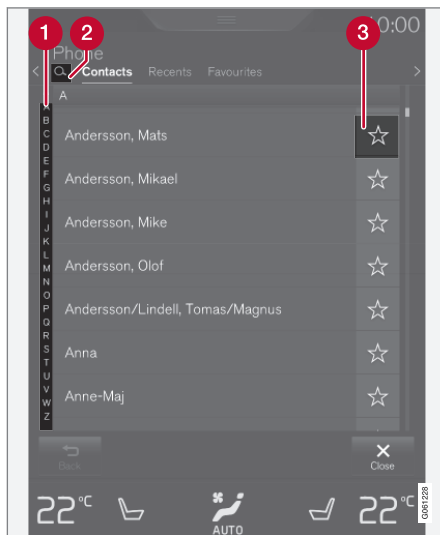 10:00
1
2
3
Phone
Contacts Recents Favourites
A
A
B
C
D
E
F
G
H
I
J
K
L
M
N
O
P
Q
R
S
T
U
V
W
Z
Andersson, Mats
Andersson, Mikael
Andersson, Mike
Andersson, Olof
Andersson/Lindell, Tomas/Magnus
Anna
Anne-Maj
Back
Close
22°C
AUTO
22°C
G061228